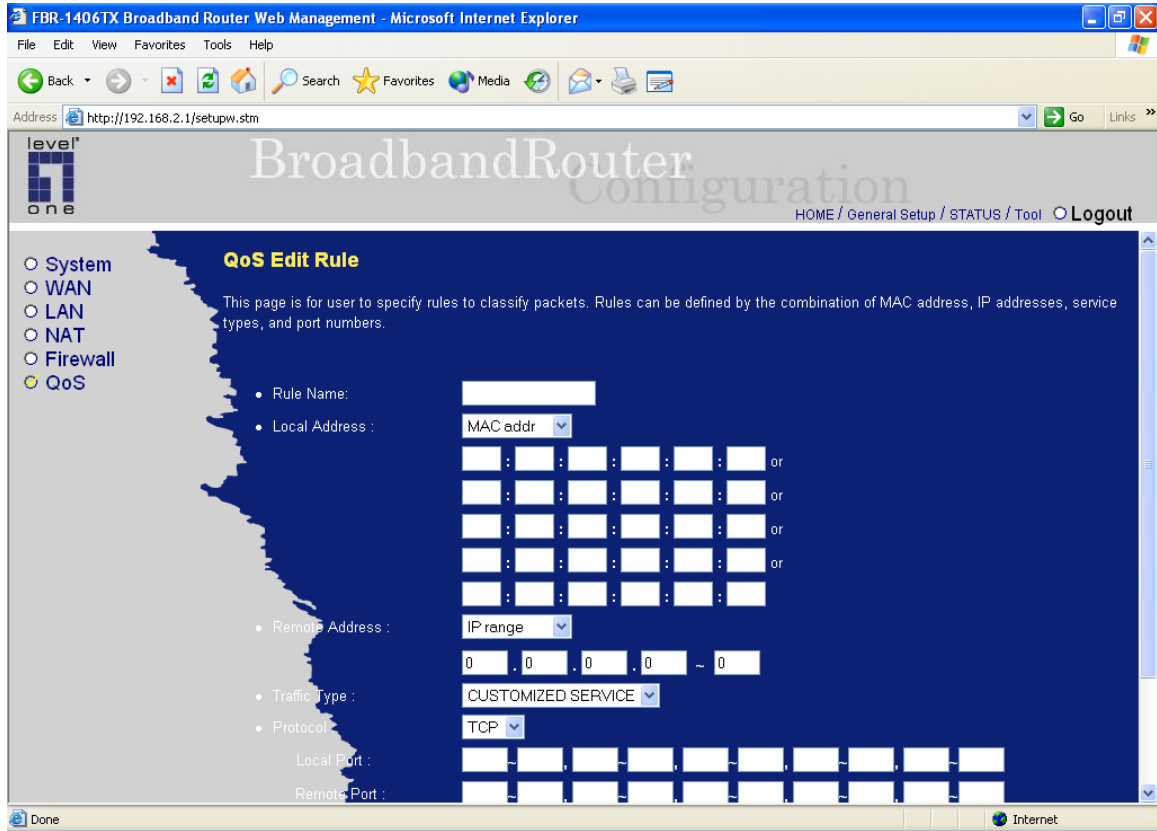 FBR-1406TX Broadband Router Web Management - Microsoft Internet Explorer
File Edit View Favorites Tools Help
Back Search Favorites Media
Address http://192.168.2.1/setupw.stm Go Links »
level
one
BroadbandRouter
Configuration
HOME / General Setup / STATUS / Tool Logout
System
WAN
LAN
NAT
Firewall
QoS
QoS Edit Rule
This page is for user to specify rules to classify packets. Rules can be defined by the combination of MAC address, IP addresses, service
types, and port numbers.
Rule Name:
Local Address : MAC addr
: : : : : or
: : : : : or
: : : : : or
: : : : : or
: : : : :
Remote Address : IP range
0 . 0 . 0 . 0 ~ 0
Traffic Type : CUSTOMIZED SERVICE
Protocol TCP
Local Port : ~ , ~ , ~ , ~ , ~
Remote Port : ~ , ~ , ~ , ~ , ~
Done Internet